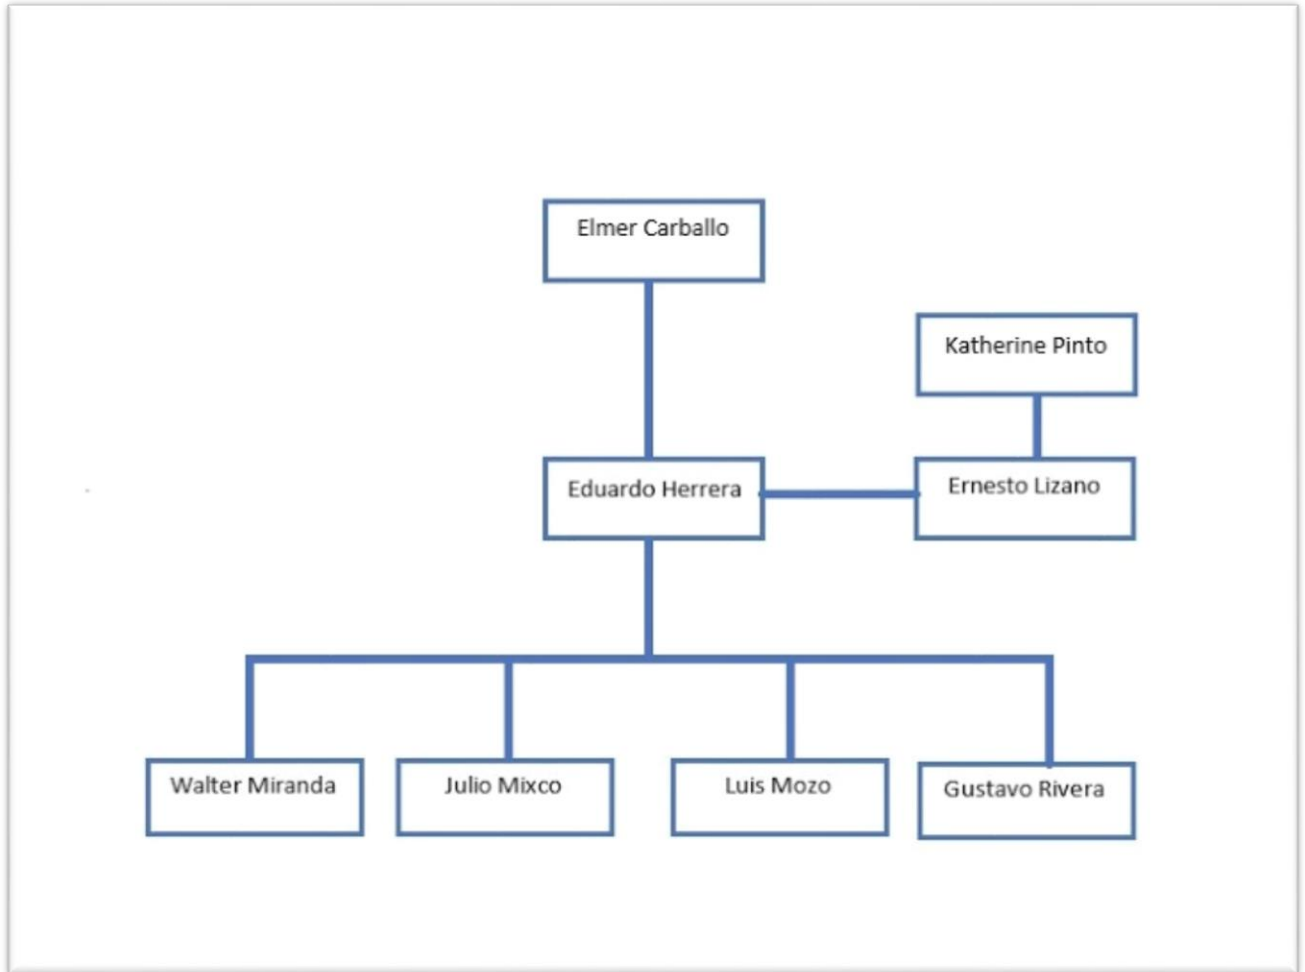 Elmer Carballo
Katherine Pinto
Eduardo Herrera
Ernesto Lizano
Walter Miranda
Julio Mixco
Luis Mozo
Gustavo Rivera